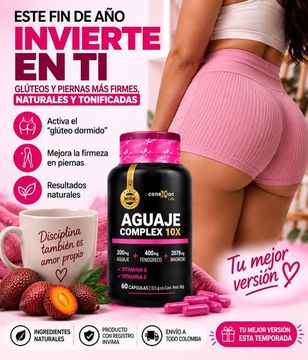 ESTE FIN DE AÑO
INVIERTE
EN TI
GLÚTEOS Y PIERNAS MÁS FIRMES,
NATURALES Y TONIFICADAS
Activa el
"glúteo dormido"
Mejora la firmeza
en piernas
Resultados
naturales
Disciplina
también es
amor propio
conexion
Labs
AGUAJE
COMPLEX 10X
200mg
AGUAJE
+
400mg
FENOGRECO
+
2070mg
MAGNESIO
✓ VITAMINA A
✓ VITAMINA E
60 CÁPSULAS
Tu mejor
versión
INGREDIENTES
NATURALES
PRODUCTO
CON REGISTRO
INVIMA
ENVÍO A
TODO COLOMBIA
TU MEJOR VERSIÓN
ESTA TEMPORADA